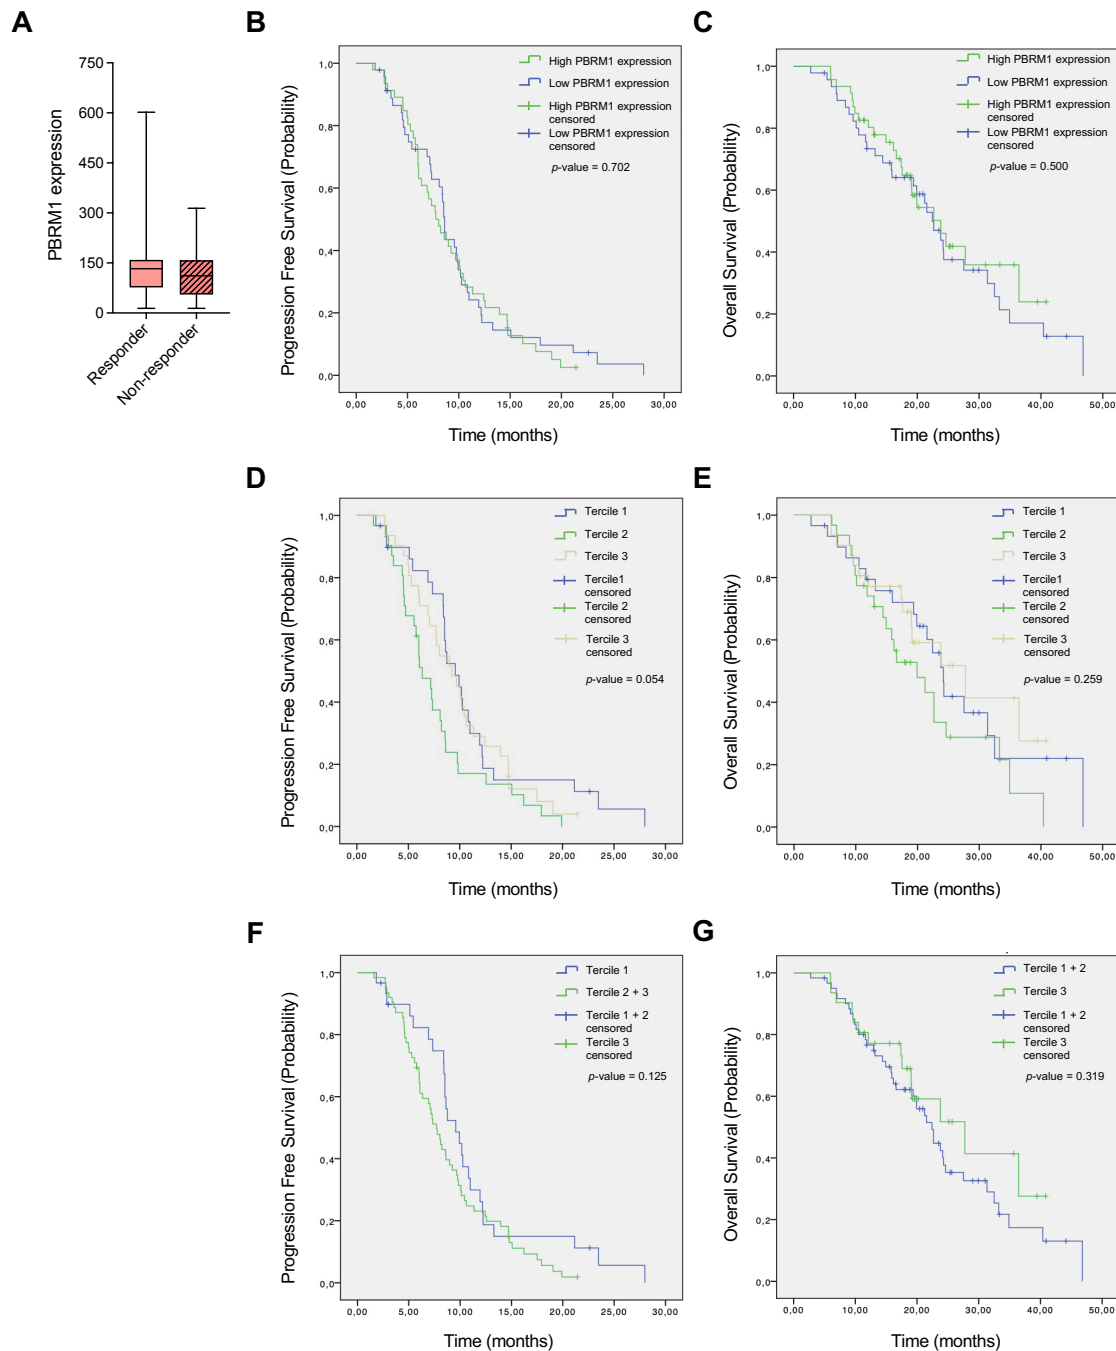 A
750
600
450
300
150
0
PBRM1 expression
Responder
Non-responder
B
High PBRM1 expression
Low PBRM1 expression
High PBRM1 expression
censored
Low PBRM1 expression
censored
p-value = 0.702
1,0
0,8
0,6
0,4
0,2
0,0
Progression Free Survival (Probability)
0,00 5,00 10,00 15,00 20,00 25,00 30,00
Time (months)
C
High PBRM1 expression
Low PBRM1 expression
High PBRM1 expression
censored
Low PBRM1 expression
censored
p-value = 0.500
1,0
0,8
0,6
0,4
0,2
0,0
Overall Survival (Probability)
0,00 10,00 20,00 30,00 40,00 50,00
Time (months)
D
Tercile 1
Tercile 2
Tercile 3
Tercile1
censored
Tercile 2
censored
Tercile 3
censored
p-value = 0.054
1,0
0,8
0,6
0,4
0,2
0,0
Progression Free Survival (Probability)
0,00 5,00 10,00 15,00 20,00 25,00 30,00
Time (months)
E
Tercile 1
Tercile 2
Tercile 3
Tercile1
censored
Tercile 2
censored
Tercile 3
censored
p-value = 0.259
1,0
0,8
0,6
0,4
0,2
0,0
Overall Survival (Probability)
0,00 10,00 20,00 30,00 40,00 50,00
Time (months)
F
Tercile 1
Tercile 2 + 3
Tercile 1 + 2
censored
Tercile 3
censored
p-value = 0.125
1,0
0,8
0,6
0,4
0,2
0,0
Progression Free Survival (Probability)
0,00 5,00 10,00 15,00 20,00 25,00 30,00
Time (months)
G
Tercile 1 + 2
Tercile 3
Tercile 1 + 2
censored
Tercile 3
censored
p-value = 0.319
1,0
0,8
0,6
0,4
0,2
0,0
Overall Survival (Probability)
0,00 10,00 20,00 30,00 40,00 50,00
Time (months)